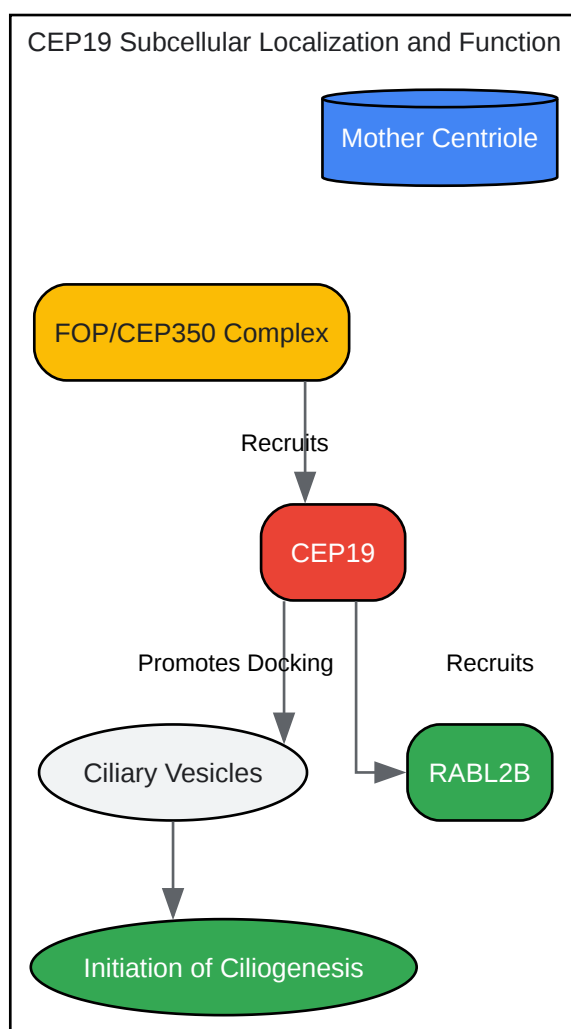 CEP19 Subcellular Localization and Function
Mother Centriole
FOP/CEP350 Complex
Recruits
CEP19
Promotes Docking
Recruits
Ciliary Vesicles
RABL2B
Initiation of Ciliogenesis